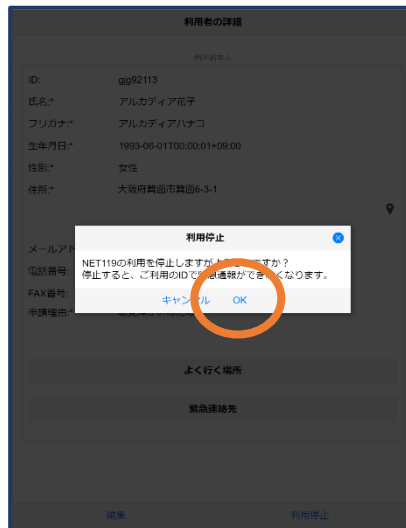 利用者の詳細
利用者本人
ID: gjg92113
氏名:* アルカディア花子
フリガナ:* アルカディアハナコ
生年月日:* 1993-06-01T00:00:01+09:00
性別:* 女性
住所:* 大阪府箕面市箕面6-3-1
利用停止
NET119の利用を停止しますがよ ですか?
停止すると、ご利用のIDで 急通報ができ くなります。
キャンセル OK
メールアド
電話番号
FAX番号:
申請理由:*
よく行く場所
緊急連絡先
編集 利用停止